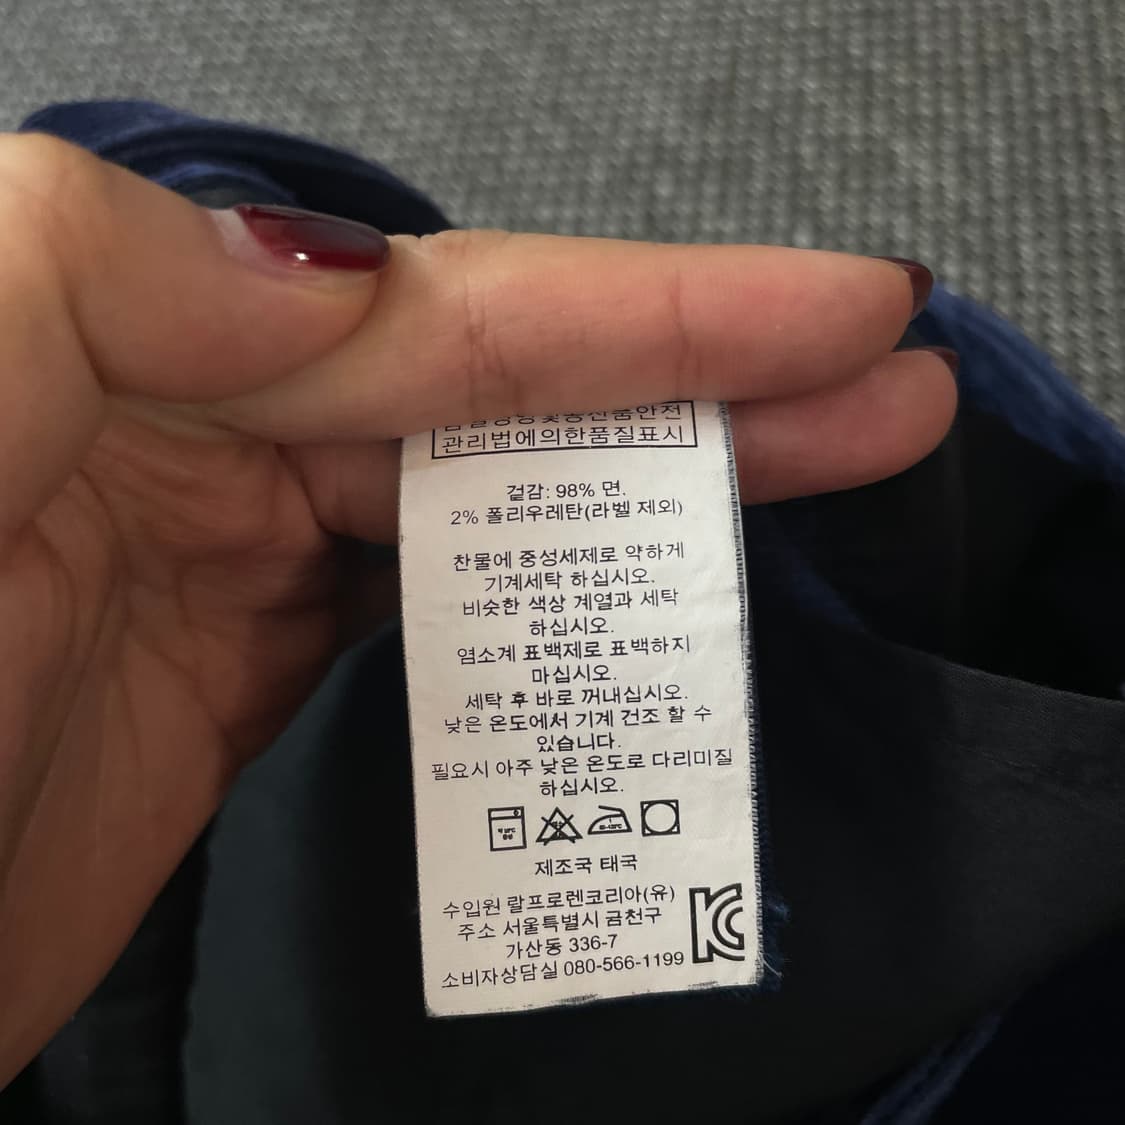 관리법에의한품질표시
겉감: 98% 면.
2% 폴리우레탄(라벨 제외)
찬물에 중성세제로 약하게
기계세탁 하십시오.
비슷한 색상 계열과 세탁
하십시오.
염소계 표백제로 표백하지
마십시오.
세탁 후 바로 꺼내십시오.
낮은 온도에서 기계 건조 할 수
있습니다.
필요시 아주 낮은 온도로 다리미질
하십시오.
제조국 태국
수입원 랄프로렌코리아(유)
주소 서울특별시 금천구
가산동 336-7
소비자상담실 080-566-1199